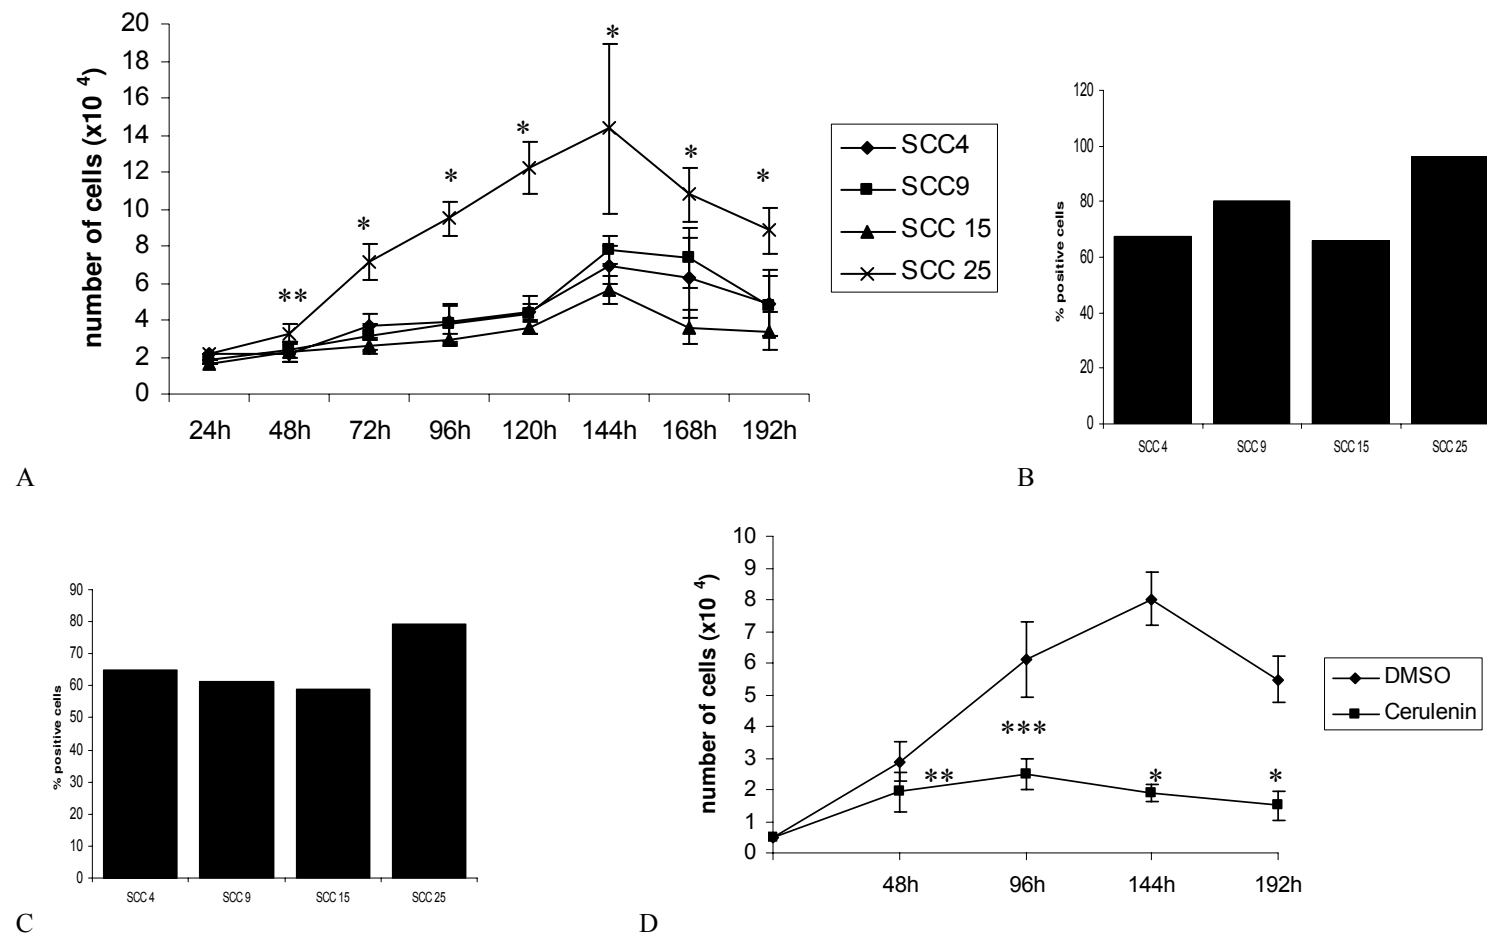 20
18
16
14
12
10
8
6
4
2
0
number of cells (x10 4)
* * * * * * * **
24h 48h 72h 96h 120h 144h 168h 192h
SCC4
SCC9
SCC 15
SCC 25
A
120
100
80
60
40
20
0
% positive cells
SCC 4 SCC 9 SCC 15 SCC 25
B
90
80
70
60
50
40
30
20
10
0
% positive cells
SCC 4 SCC 9 SCC 15 SCC 25
C
10
9
8
7
6
5
4
3
2
1
0
number of cells (x10 4)
***
** * *
48h 96h 144h 192h
DMSO
Cerulenin
D